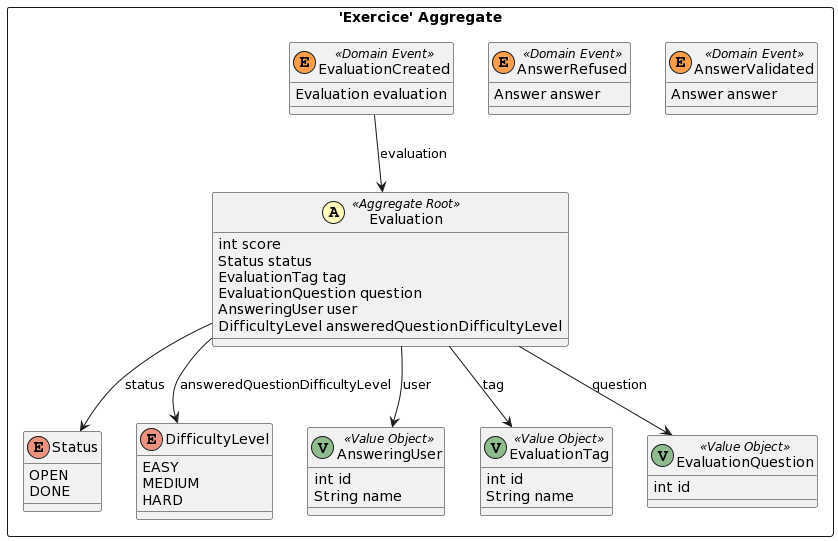 'Exercice' Aggregate
E «Domain Event»
EvaluationCreated
Evaluation evaluation
E «Domain Event»
AnswerRefused
Answer answer
E «Domain Event»
AnswerValidated
Answer answer
evaluation
A «Aggregate Root»
Evaluation
int score
Status status
EvaluationTag tag
EvaluationQuestion question
AnsweringUser user
DifficultyLevel answeredQuestionDifficultyLevel
status
answeredQuestionDifficultyLevel
user
tag
question
E Status
OPEN
DONE
E DifficultyLevel
EASY
MEDIUM
HARD
V «Value Object»
AnsweringUser
int id
String name
V «Value Object»
EvaluationTag
int id
String name
V «Value Object»
EvaluationQuestion
int id